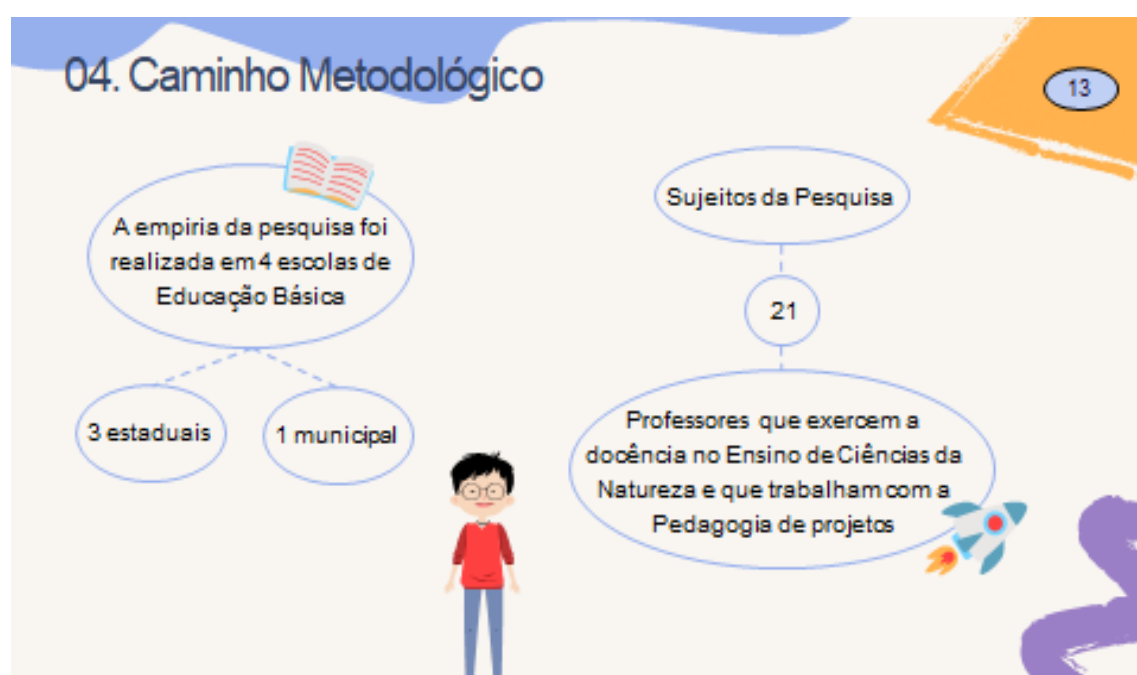 04. Caminho Metodológico
13
A empiria da pesquisa foi
realizada em 4 escolas de
Educação Básica
3 estaduais
1 municipal
Sujeitos da Pesquisa
21
Professores que exercem a
docência no Ensino de Ciências da
Natureza e que trabalham com a
Pedagogia de projetos